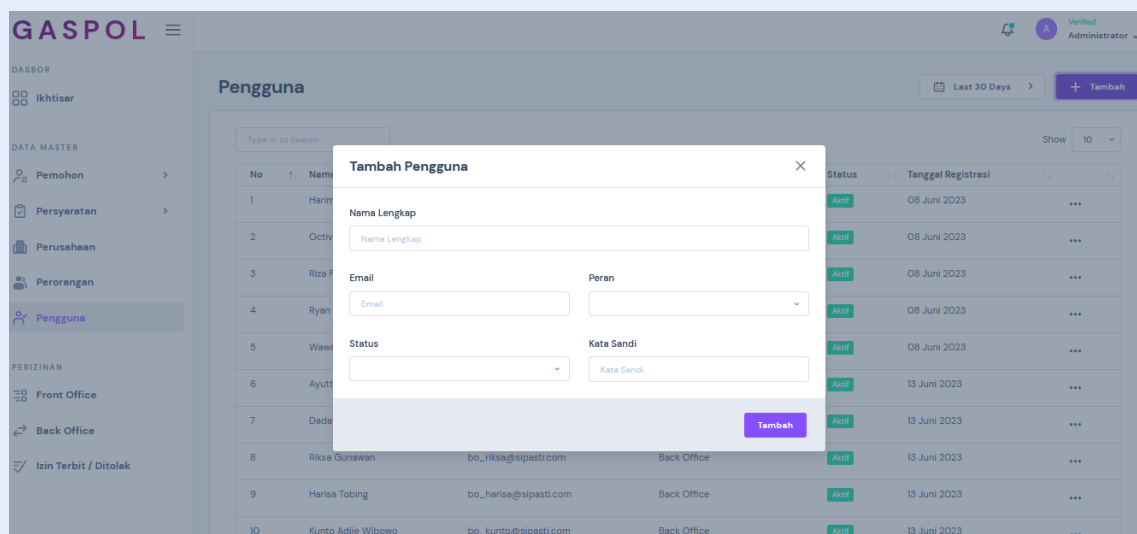 GASPOL
Verified
Administrator
DASBOR
Ikhtisar
Pengguna
Last 30 Days
+ Tambah
DATA MASTER
Pemohon
Persyaratan
Perusahaan
Perorangan
Pengguna
PERIZINAN
Front Office
Back Office
Izin Terbit / Ditolak
Type in to Search
Show 10
No Status Tanggal Registrasi
1 Aktif 08 Juni 2023
2 Aktif 08 Juni 2023
3 Riza Aktif 08 Juni 2023
4 Ryan Aktif 08 Juni 2023
5 Aktif 08 Juni 2023
6 Aktif 13 Juni 2023
7 Aktif 13 Juni 2023
8 Riksa Gunawan bo_riksa@sipasti.com Back Office Aktif 13 Juni 2023
9 Harisa Tobing bo_harisa@sipasti.com Back Office Aktif 13 Juni 2023
10 Kunto Adjie Wibowo bo_kunto@sipasti.com Back Office Aktif 13 Juni 2023
Tambah Pengguna
Nama Lengkap
Nama Lengkap
Email Peran
Email
Status Kata Sandi
Kata Sandi
Tambah